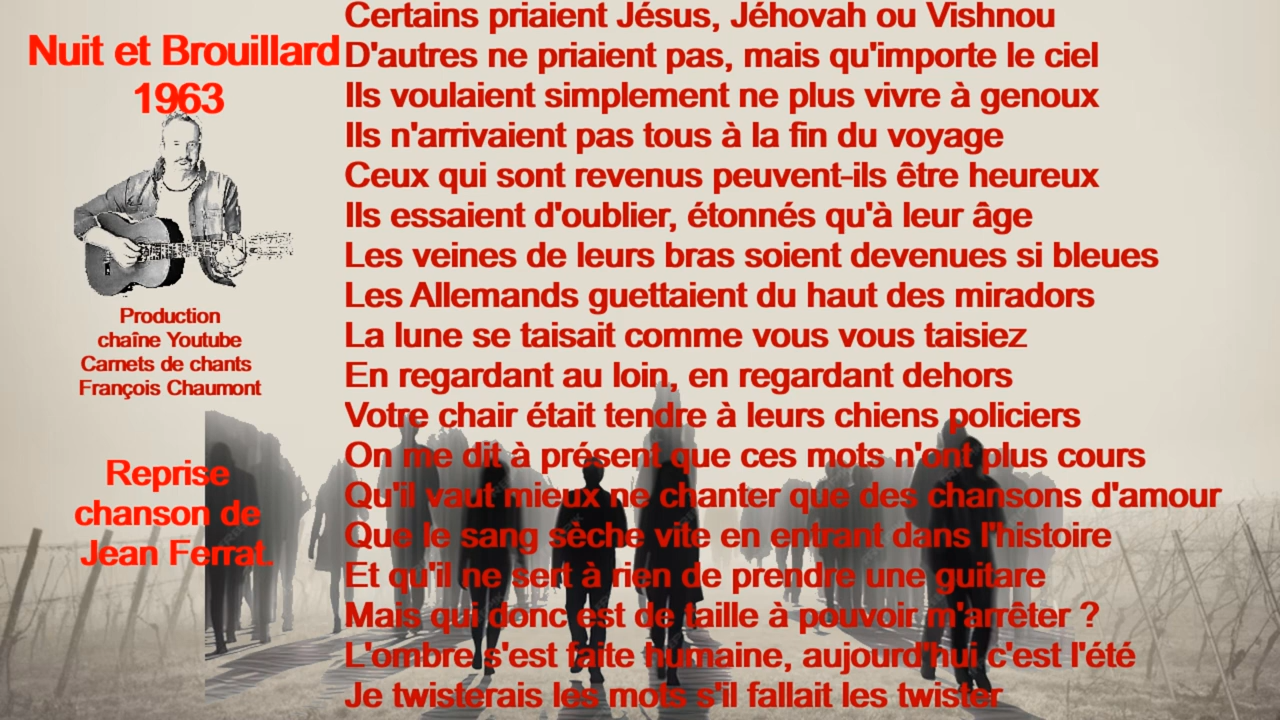 Nuit et Brouillard
1963
Production
chaîne Youtube
Carnets de chants
François Chaumont
Reprise
chanson de
Jean Ferrat.
Certains priaient Jésus, Jéhovah ou Vishnou
D'autres ne priaient pas, mais qu'importe le ciel
Ils voulaient simplement ne plus vivre à genoux
Ils n'arrivaient pas tous à la fin du voyage
Ceux qui sont revenus peuvent-ils être heureux
Ils essaient d'oublier, étonnés qu'à leur âge
Les veines de leurs bras soient devenues si bleues
Les Allemands guettaient du haut des miradors
La lune se taisait comme vous vous taisiez
En regardant au loin, en regardant dehors
Votre chair était tendre à leurs chiens policiers
On me dit à présent que ces mots n'ont plus cours
Qu'il vaut mieux ne chanter que des chansons d'amour
Que le sang sèche vite en entrant dans l'histoire
Et qu'il ne sert à rien de prendre une guitare
Mais qui donc est de taille à pouvoir m'arrêter ?
L'ombre s'est faite humaine, aujourd'hui c'est l'été
Je twisterais les mots s'il fallait les twister